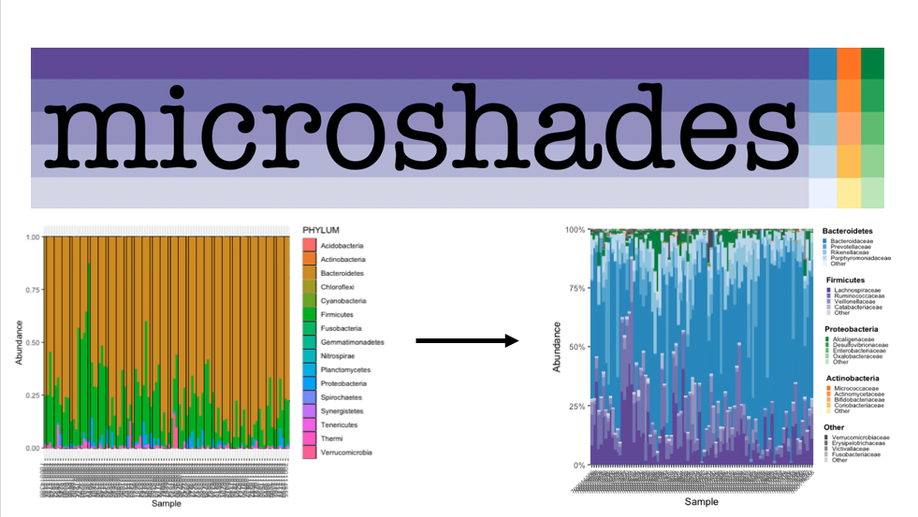 microshades
PHYLUM
Acidobacteria
Actinobacteria
Bacteroidetes
Chloroflexi
Cyanobacteria
Firmicutes
Fusobacteria
Gemmatimonadetes
Nitrospirae
Planctomycetes
Proteobacteria
Spirochaetes
Synergistetes
Tenericutes
Thermi
Verrucomicrobia
1.00
0.75
0.50
0.25
0.00
Abundance
Sample
100%
75%
50%
25%
0%
Abundance
Sample
Bacteroidetes
Bacteroidaceae
Prevotellaceae
Rikenellaceae
Porphyromonadaceae
Other
Firmicutes
Lachnospiraceae
Ruminococcaceae
Veillonellaceae
Catabacteriaceae
Other
Proteobacteria
Alcaligenaceae
Desulfovibrionaceae
Enterobacteriaceae
Oxalobacteraceae
Other
Actinobacteria
Micrococcaceae
Actinomycetaceae
Bifidobacteriaceae
Coriobacteriaceae
Other
Other
Verrucomicrobiaceae
Erysipelotrichaceae
Victivallaceae
Fusobacteriaceae
Other